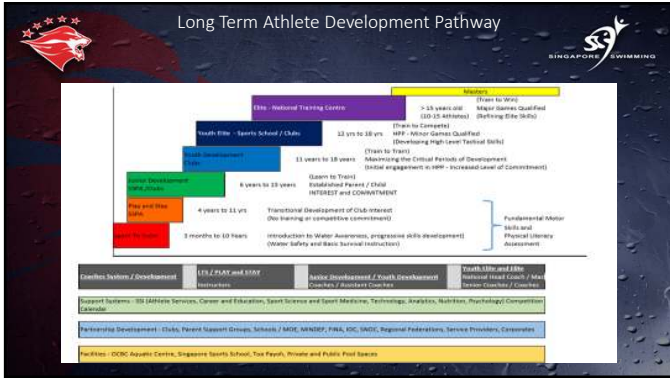 Long Term Athlete Development Pathway
SINGAPORE SWIMMING
Masters
Elite - National Training Centre
> 15 years old
(10-15 Athletes)
(Train to Win)
Major Games Qualified
(Refining Elite Skills)
Youth Elite - Sports School / Clubs
12 yrs to 18 yrs
(Train to Compete)
HPP - Minor Games Qualified
(Developing High Level Tactical Skills)
Youth Development
Clubs
11 years to 18 years
(Train to Train)
Maximizing the Critical Periods of Development
(Initial engagement in HPP - Increased Level of Commitment)
Junior Development
6 years to 13 years
(Learn to Train)
Established Parent / Child
INTEREST and COMMITMENT
Play and Stay
4 years to 11 yrs
Transitional Development of Club Interest
(No training or competitive commitment)
3 months to 10 Years
Introduction to Water Awareness, progressive skills development)
(Water Safety and Basic Survival Instruction)
Fundamental Motor
Skills and
Physical Literacy
Assessment
Coaches System / Development
LTS / PLAY and STAY
Instructors
Junior Development / Youth Development
Coaches / Assistant Coaches
Youth Elite and Elite
National Head Coach /
Senior Coaches / Coaches
Support Systems - SSI (Athlete Services, Career and Education, Sport Science and Sport Medicine, Technology, Analytics, Nutrition, Psychology) Competition
Calendar
Partnership Development - Clubs, Parent Support Groups, Schools / MOE, MINDEF, FINA, IOC, SNOC, Regional Federations, Service Providers, Corporates
Facilities - OCBC Aquatic Centre, Singapore Sports School, Toa Payoh, Private and Public Pool Spaces